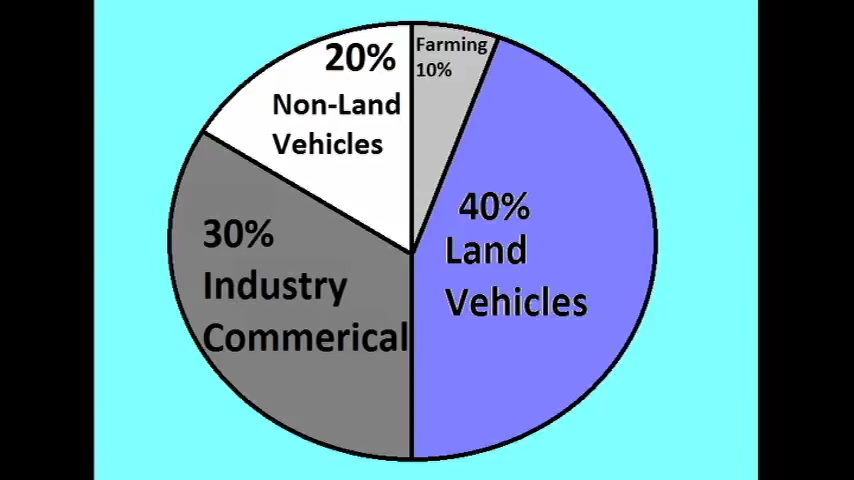 20%
Non-Land
Vehicles
Farming
10%
40%
Land
Vehicles
30%
Industry
Commerical